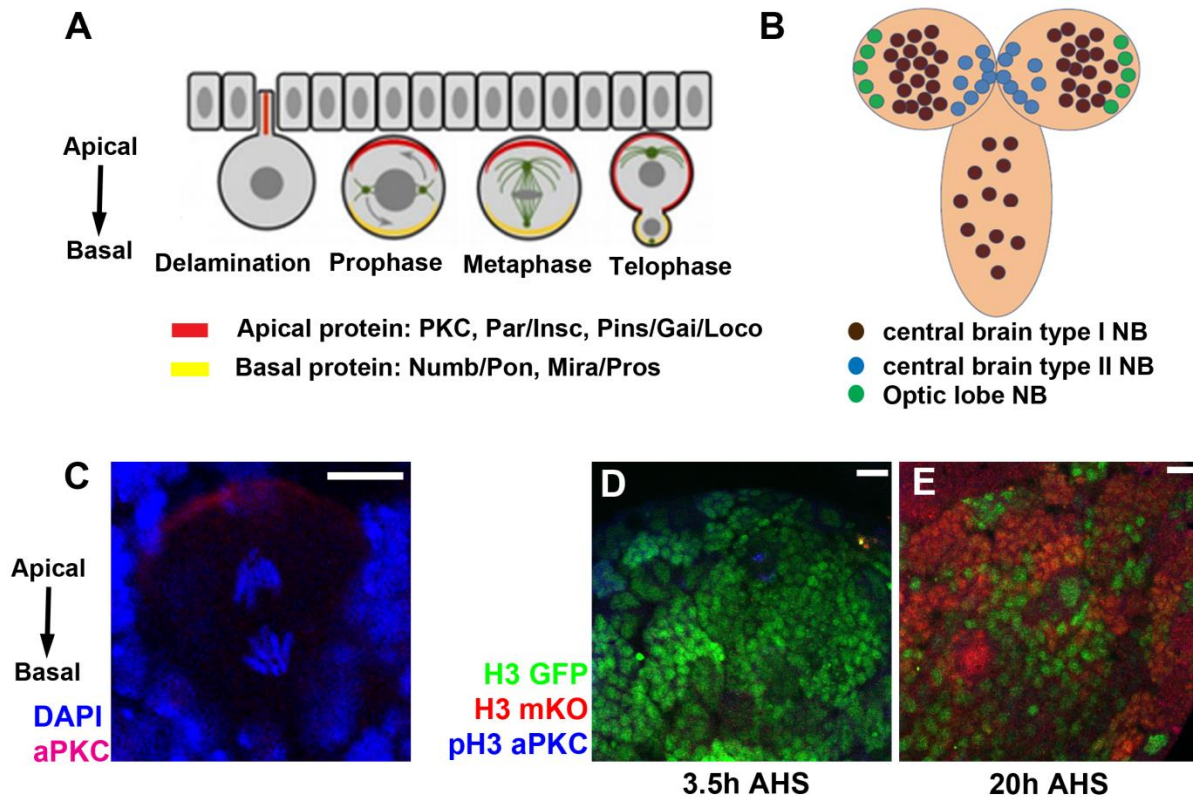 A
Apical
Basal
Delamination Prophase Metaphase Telophase
Apical protein: PKC, Par/Insc, Pins/Gai/Loco
Basal protein: Numb/Pon, Mira/Pros
B
central brain type I NB
central brain type II NB
Optic lobe NB
C
Apical
Basal
DAPI
aPKC
D
H3 GFP
H3 mKO
pH3 aPKC
3.5h AHS
E
20h AHS